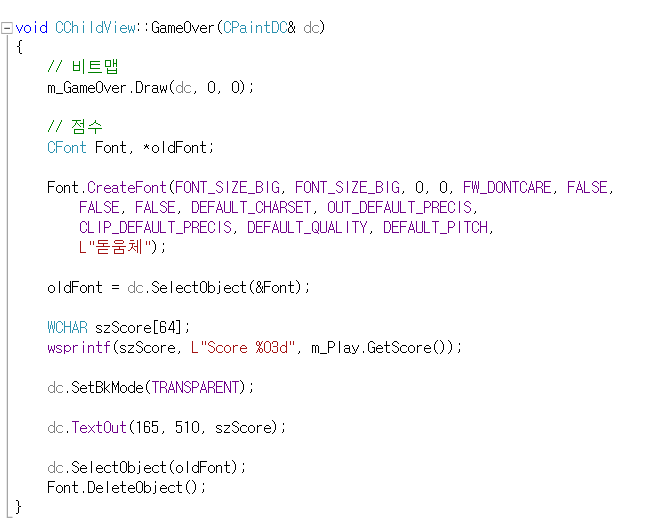 void CChildView::GameOver(CPaintDC& dc)
{
// 비트맵
m_GameOver.Draw(dc, 0, 0);
// 점수
CFont Font, *oldFont;
Font.CreateFont(FONT_SIZE_BIG, FONT_SIZE_BIG, 0, 0, FW_DONTCARE, FALSE,
FALSE, FALSE, DEFAULT_CHARSET, OUT_DEFAULT_PRECIS,
CLIP_DEFAULT_PRECIS, DEFAULT_QUALITY, DEFAULT_PITCH,
L"돋움체");
oldFont = dc.SelectObject(&Font);
WCHAR szScore[64];
wsprintf(szScore, L"Score %03d", m_Play.GetScore());
dc.SetBkMode(TRANSPARENT);
dc.TextOut(165, 510, szScore);
dc.SelectObject(oldFont);
Font.DeleteObject();
}